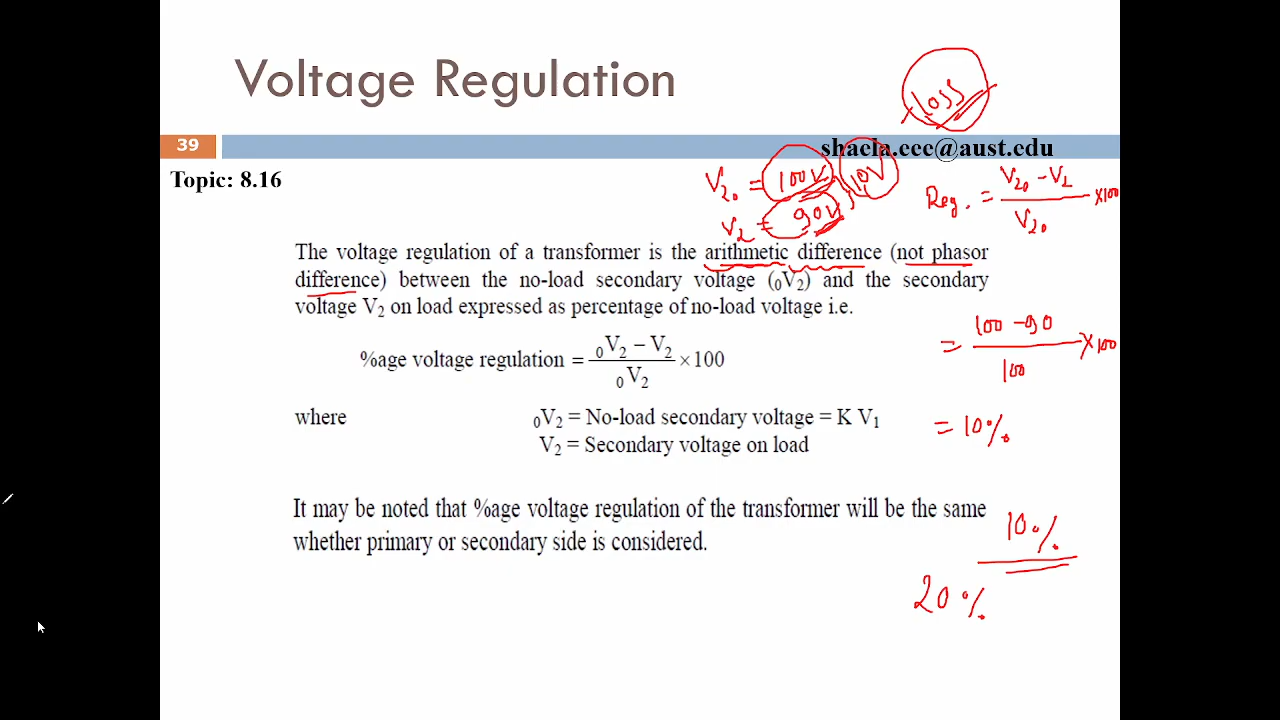 Voltage Regulation
loss
39
shaela.eee@aust.edu
Topic: 8.16
V₂₀ = 100V
10V
V₂ = 90V
Reg. = V₂₀ - V₂ / V₂₀ × 100
The voltage regulation of a transformer is the arithmetic difference (not phasor
difference) between the no-load secondary voltage (₀V₂) and the secondary
voltage V₂ on load expressed as percentage of no-load voltage i.e.
%age voltage regulation = ₀V₂ − V₂ / ₀V₂ × 100
= 100 - 90 / 100 × 100
where
₀V₂ = No-load secondary voltage = K V₁
V₂ = Secondary voltage on load
= 10%
It may be noted that %age voltage regulation of the transformer will be the same
whether primary or secondary side is considered.
10%
20%